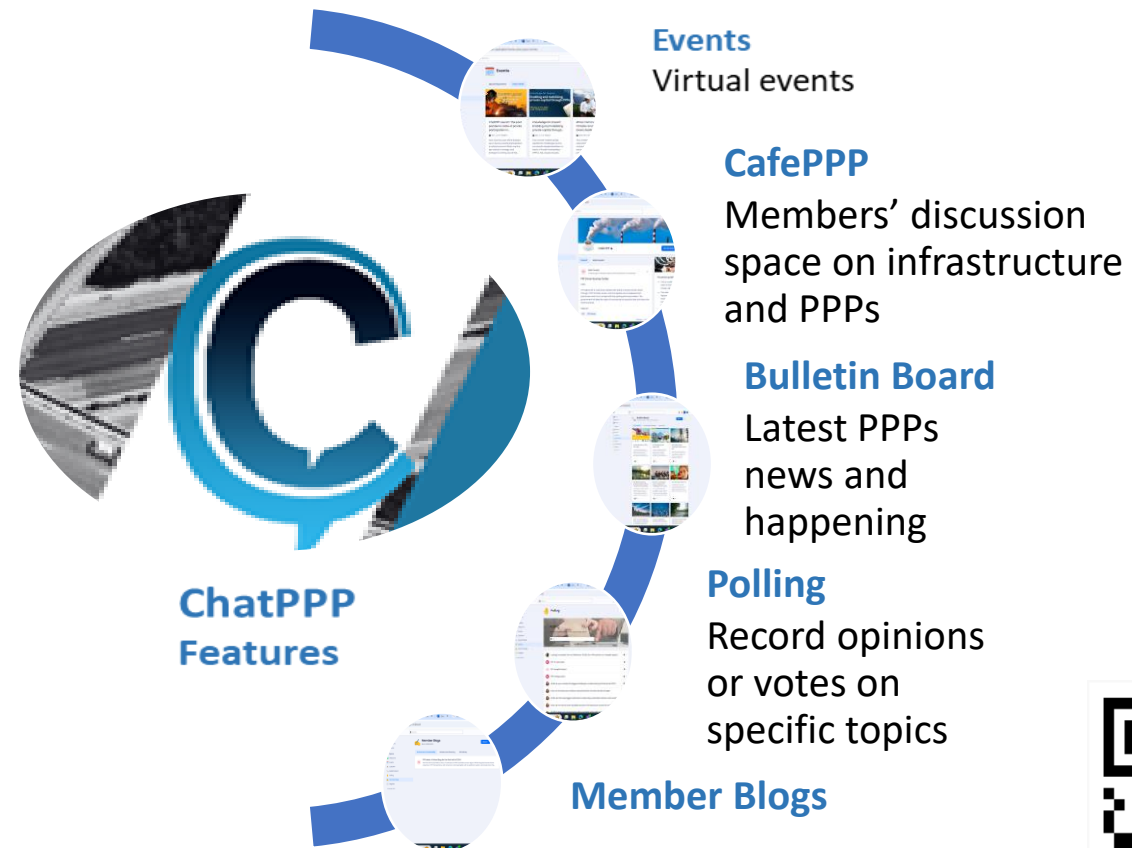 Events
Virtual events
CafePPP
Members’ discussion
space on infrastructure
and PPPs
Bulletin Board
Latest PPPs
news and
happening
ChatPPP
Features
Polling
Record opinions
or votes on
specific topics
Member Blogs